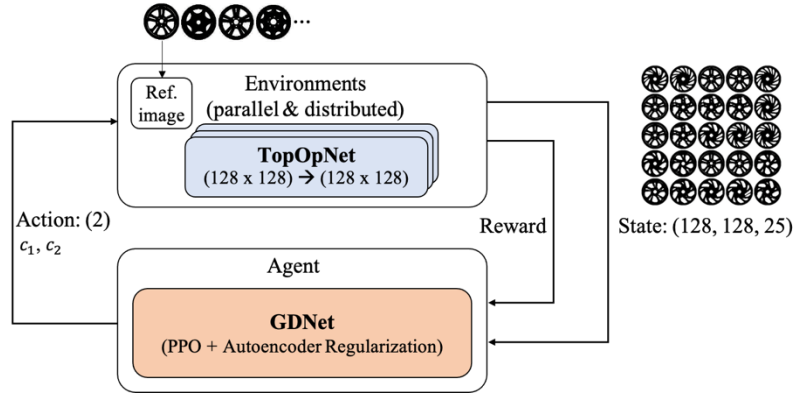 ...
Ref.
image
Environments
(parallel & distributed)
TopOpNet
(128 x 128) → (128 x 128)
Action: (2)
c₁, c₂
Reward
State: (128, 128, 25)
Agent
GDNet
(PPO + Autoencoder Regularization)